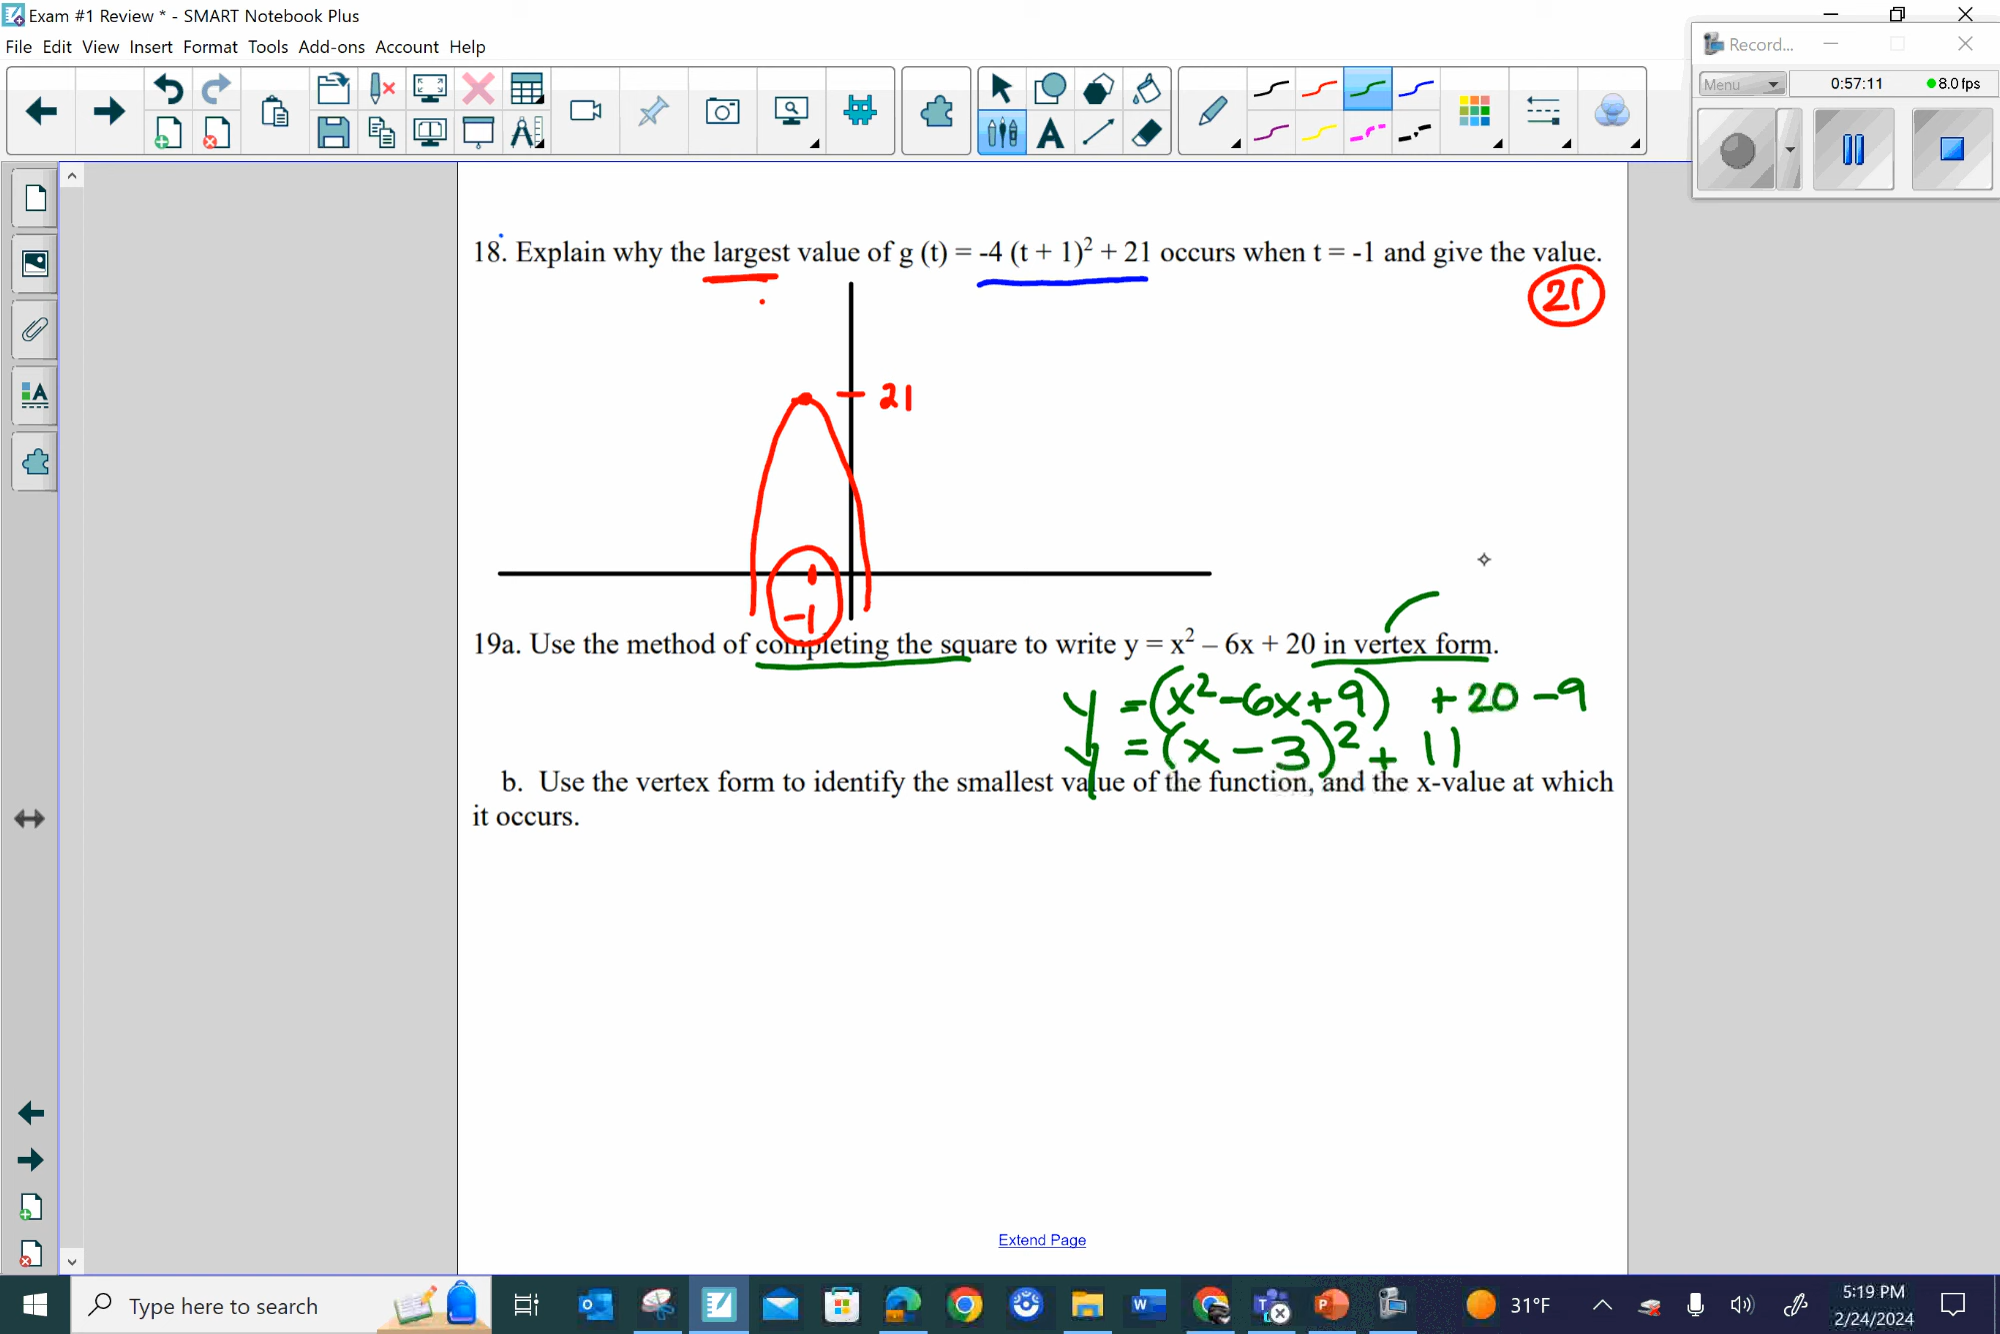 Exam #1 Review * - SMART Notebook Plus
File Edit View Insert Format Tools Add-ons Account Help
Record...
Menu 0:57:11 8.0 fps
18. Explain why the largest value of g (t) = -4 (t + 1)² + 21 occurs when t = -1 and give the value.
21
21
-1
19a. Use the method of completing the square to write y = x² – 6x + 20 in vertex form.
y = (x²-6x+9) +20 -9
y = (x - 3)² + 11
b. Use the vertex form to identify the smallest value of the function, and the x-value at which
it occurs.
Extend Page
Type here to search
31°F
5:19 PM
2/24/2024